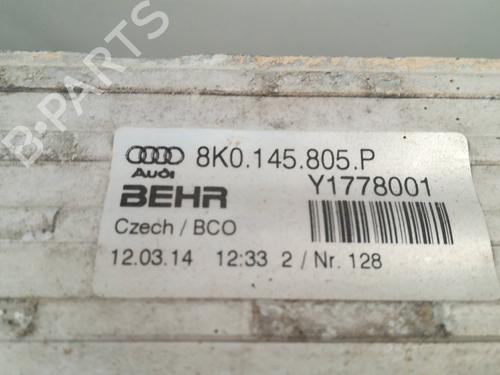 B-PARTS
8K0.145.805.P
Audi
Y1778001
BEHR
Czech / BCO
12.03.14 12:33 2 / Nr. 128